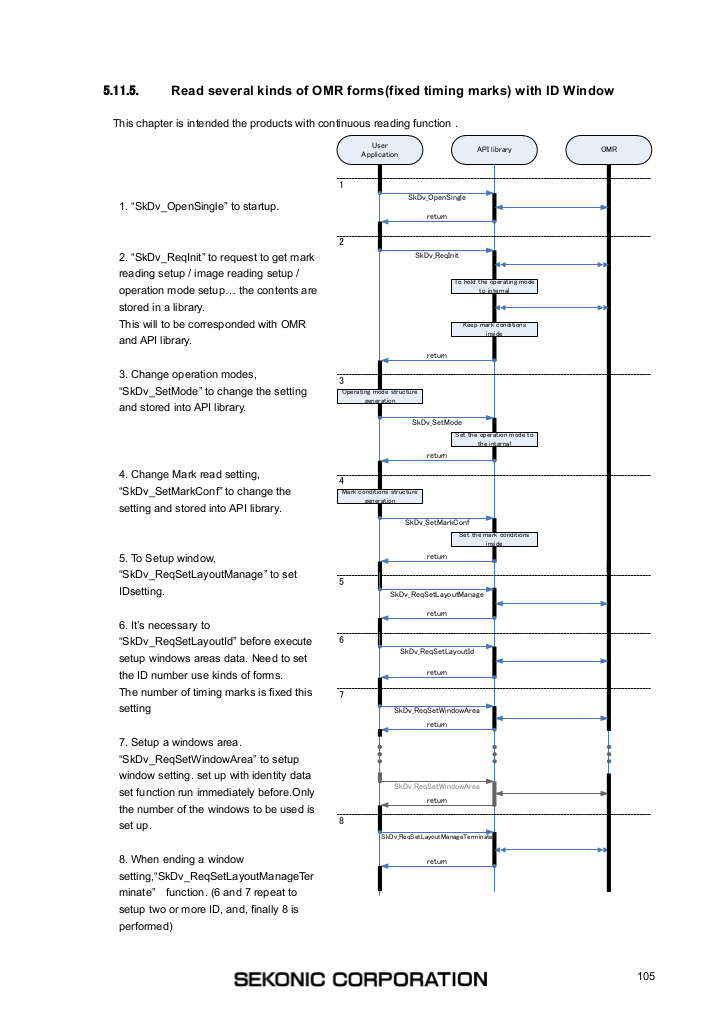 5.11.5. Read several kinds of OMR forms(fixed timing marks) with ID Window
This chapter is intended the products with continuous reading function .
User
Application
API library
OMR
1. “SkDv_OpenSingle” to startup.
2. “SkDv_ReqInit” to request to get mark
reading setup / image reading setup /
operation mode setup… the contents are
stored in a library.
This will to be corresponded with OMR
and API library.
3. Change operation modes,
“SkDv_SetMode” to change the setting
and stored into API library.
4. Change Mark read setting,
“SkDv_SetMarkConf” to change the
setting and stored into API library.
5. To Setup window,
“SkDv_ReqSetLayoutManage” to set
IDsetting.
6. It’s necessary to
“SkDv_ReqSetLayoutId” before execute
setup windows areas data. Need to set
the ID number use kinds of forms.
The number of timing marks is fixed this
setting
7. Setup a windows area.
“SkDv_ReqSetWindowArea” to setup
window setting. set up with identity data
set function run immediately before.Only
the number of the windows to be used is
set up.
8. When ending a window
setting,“SkDv_ReqSetLayoutManageTer
minate” function. (6 and 7 repeat to
setup two or more ID, and, finally 8 is
performed)
1
SkDv_OpenSingle
return
2
SkDv_ReqInit
To hold the operating mode
to internal
Keep mark conditions
inside
return
3
Operating mode structure
generation
SkDv_SetMode
Set the operation mode to
the internal
return
4
Mark conditions structure
generation
SkDv_SetMarkConf
Set the mark conditions
inside
return
5
SkDv_ReqSetLayoutManage
return
6
SkDv_ReqSetLayoutId
return
7
SkDv_ReqSetWindowArea
return
SkDv_ReqSetWindowArea
return
8
SkDv_ReqSetLayoutManageTerminate
return
SEKONIC CORPORATION
105